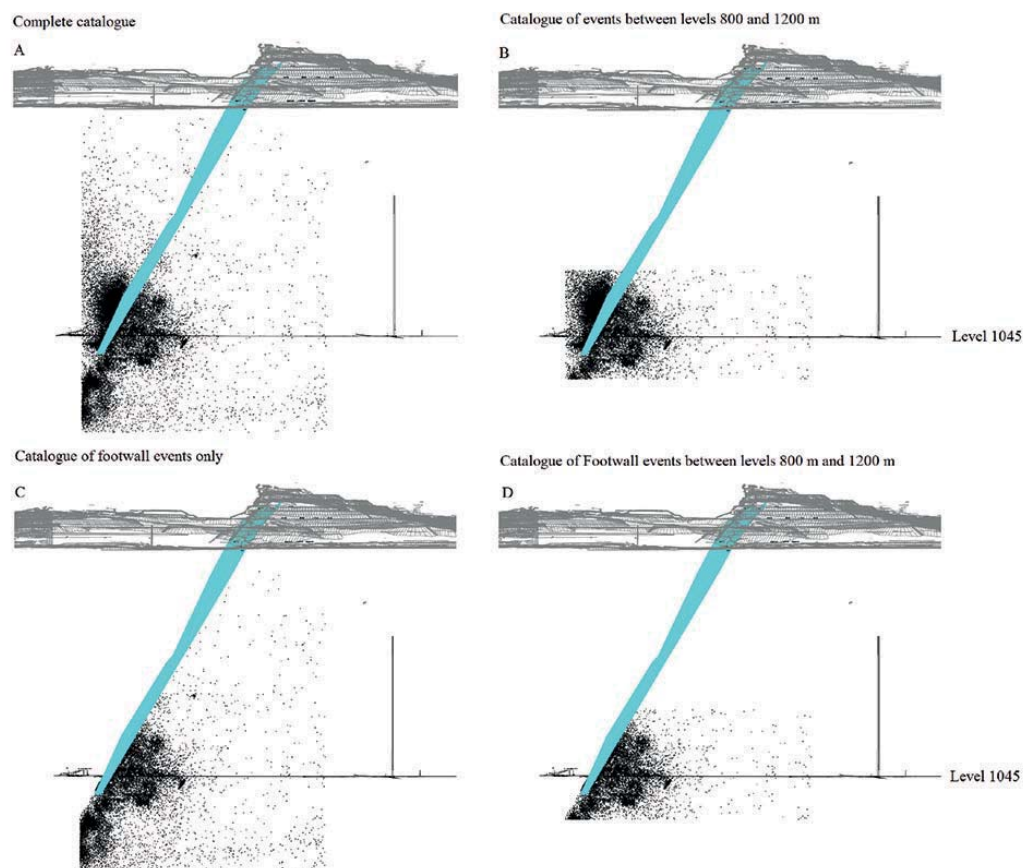 Complete catalogue
Catalogue of events between levels 800 and 1200 m
A
B
Level 1045
Catalogue of footwall events only
Catalogue of Footwall events between levels 800 m and 1200 m
C
D
Level 1045